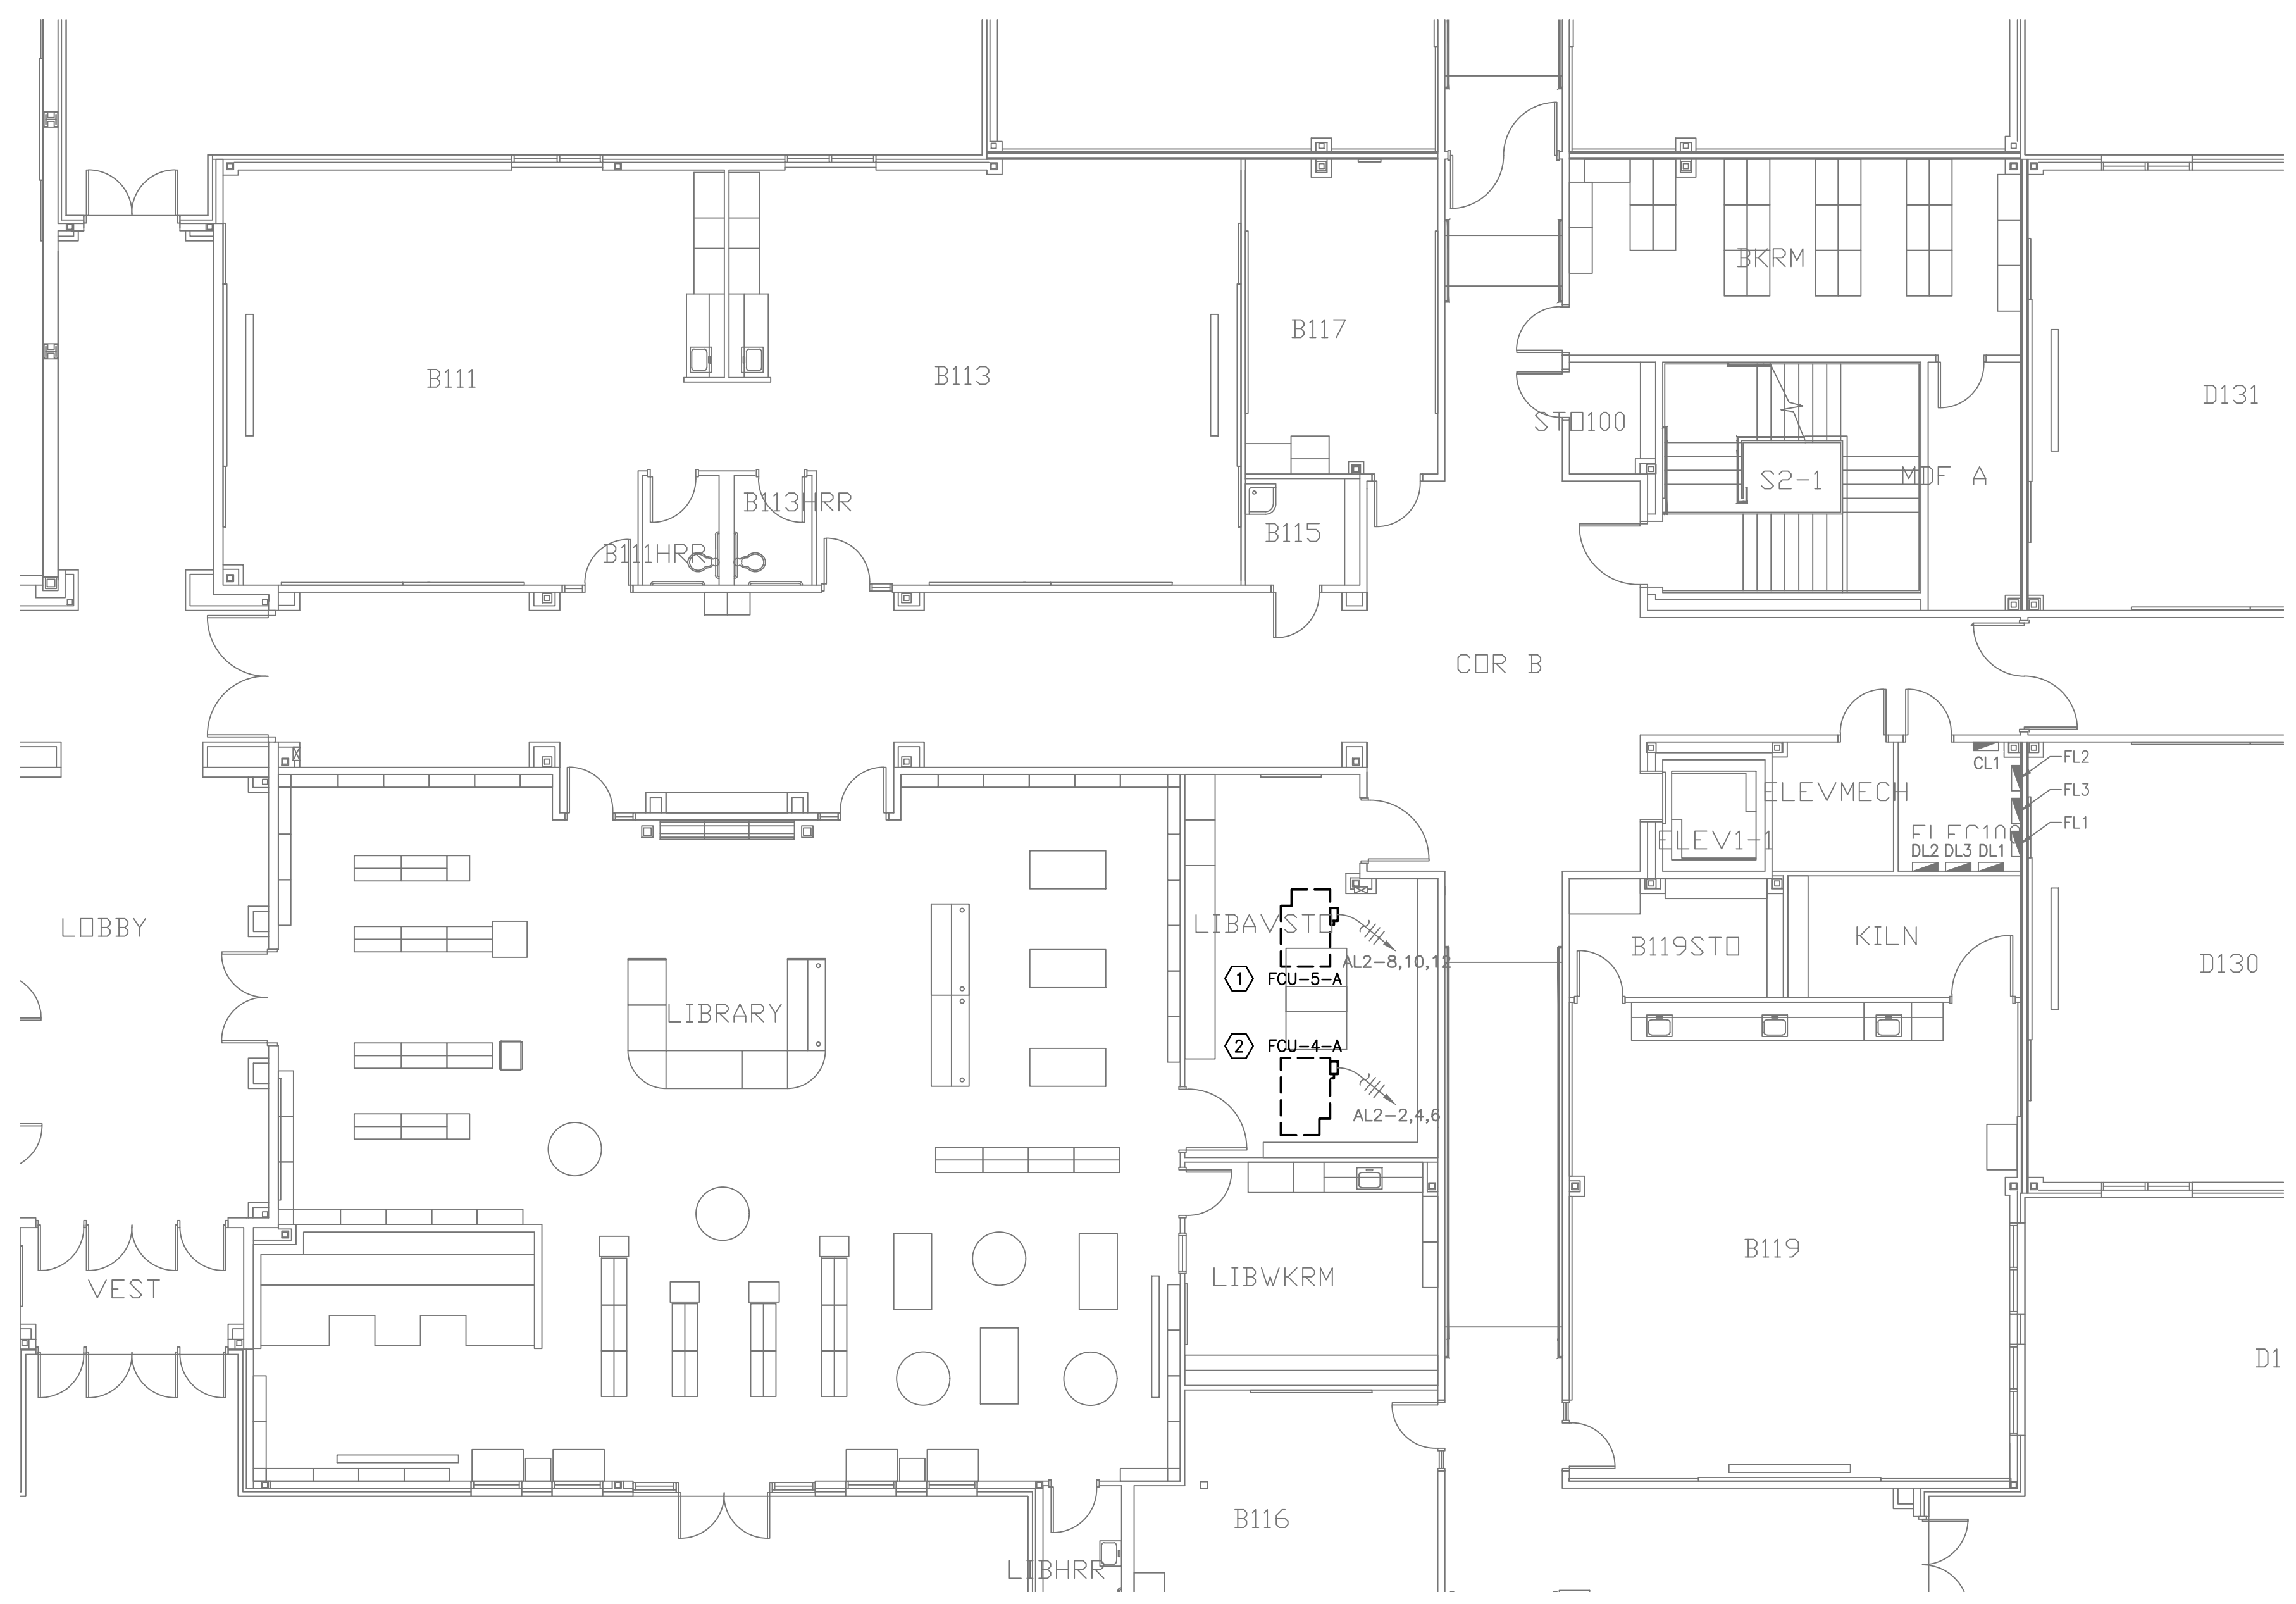 BKRM
B117
B111
B113
D131
STO100
S2-1
MDF A
B113HRR
B115
B111HRR
COR B
CL1
FL2
ELEVMECH
FL3
FL1
ELEV1-1
DL2 DL3 DL1
LOBBY
LIBAVSTO
B119STO
KILN
AL2-8,10,12
D130
1 FCU-5-A
LIBRARY
2 FCU-4-A
AL2-2,4,6
B119
LIBWKRM
VEST
D1
B116
LIBHRR